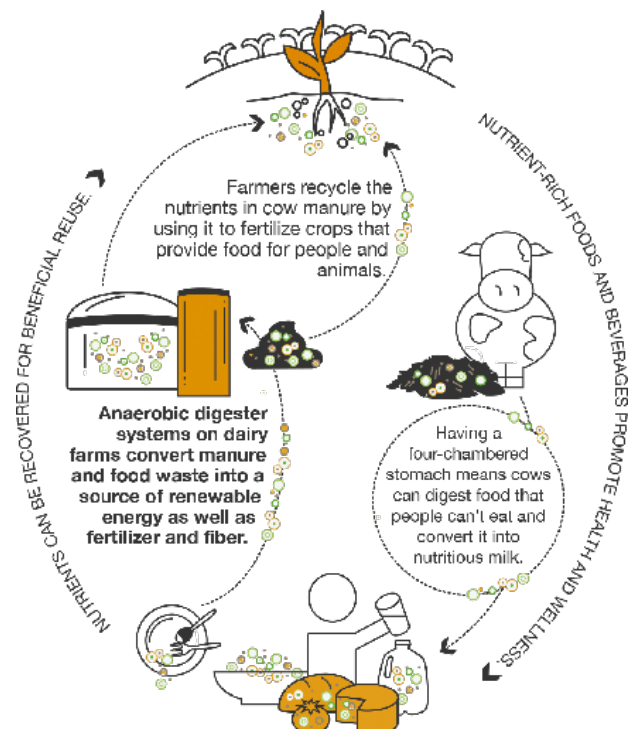 NUTRIENT-RICH FOODS AND BEVERAGES PROMOTE HEALTH AND WELLNESS.
Farmers recycle the
nutrients in cow manure by
using it to fertilize crops that
provide food for people and
animals.
NUTRIENTS CAN BE RECOVERED FOR BENEFICIAL REUSE.
Anaerobic digester
systems on dairy
farms convert manure
and food waste into a
source of renewable
energy as well as
fertilizer and fiber.
Having a
four-chambered
stomach means cows
can digest food that
people can't eat and
convert it into
nutritious milk.